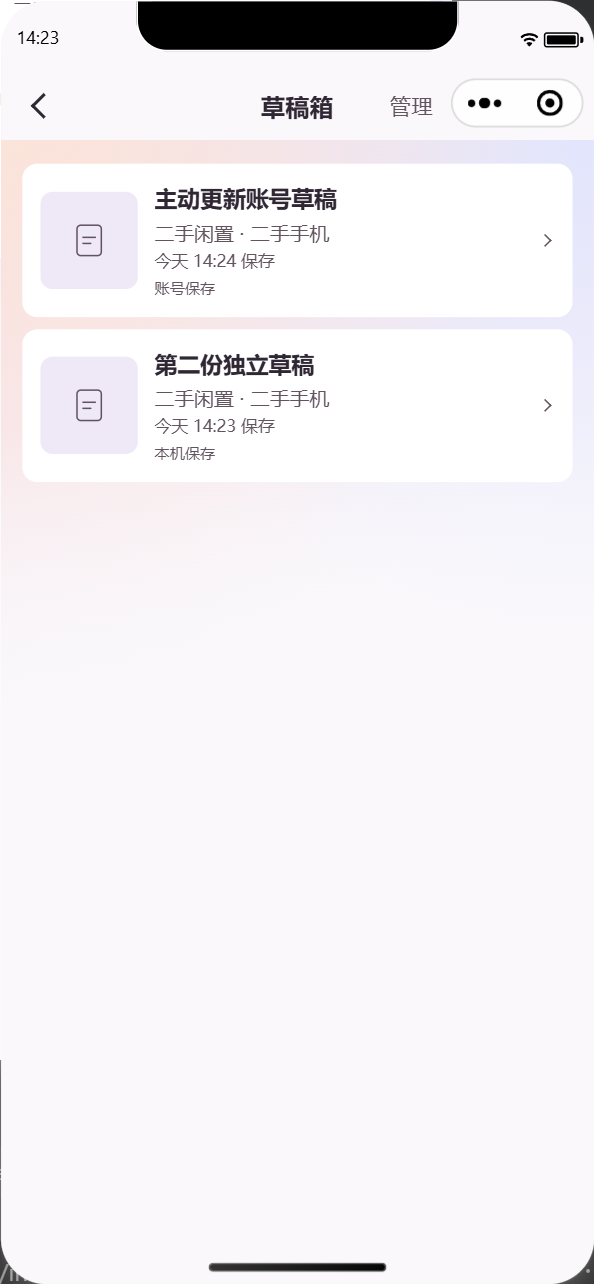 14:23
草稿箱 管理
主动更新账号草稿
二手闲置 · 二手手机
今天 14:24 保存
账号保存
第二份独立草稿
二手闲置 · 二手手机
今天 14:23 保存
本机保存